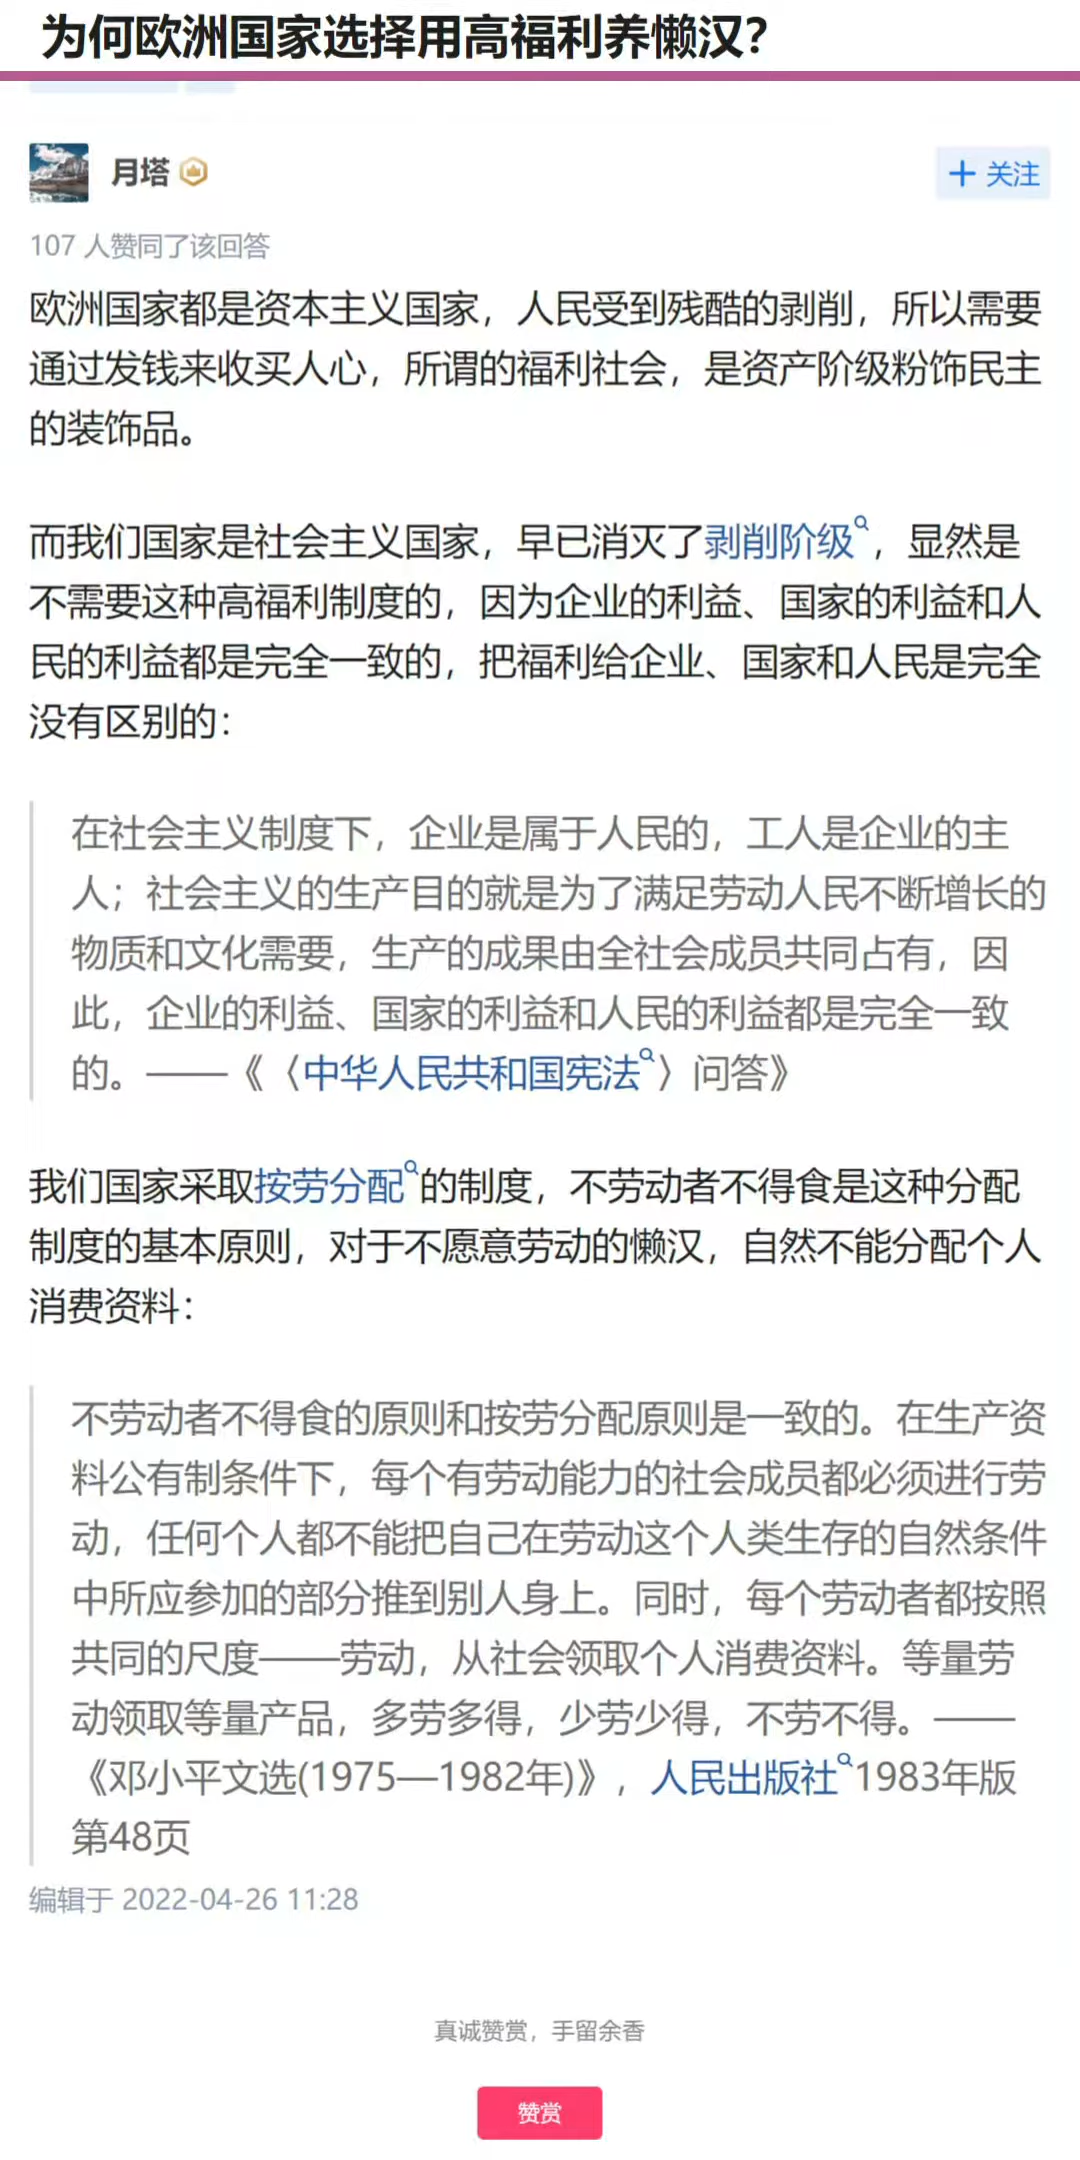 为何欧洲国家选择用高福利养懒汉？
月塔
+ 关注
107 人赞同了该回答
欧洲国家都是资本主义国家，人民受到残酷的剥削，所以需要
通过发钱来收买人心，所谓的福利社会，是资产阶级粉饰民主
的装饰品。
而我们国家是社会主义国家，早已消灭了剥削阶级，显然是
不需要这种高福利制度的，因为企业的利益、国家的利益和人
民的利益都是完全一致的，把福利给企业、国家和人民是完全
没有区别的：
在社会主义制度下，企业是属于人民的，工人是企业的主
人；社会主义的生产目的就是为了满足劳动人民不断增长的
物质和文化需要，生产的成果由全社会成员共同占有，因
此，企业的利益、国家的利益和人民的利益都是完全一致
的。——《〈中华人民共和国宪法〉问答》
我们国家采取按劳分配的制度，不劳动者不得食是这种分配
制度的基本原则，对于不愿意劳动的懒汉，自然不能分配个人
消费资料：
不劳动者不得食的原则和按劳分配原则是一致的。在生产资
料公有制条件下，每个有劳动能力的社会成员都必须进行劳
动，任何个人都不能把自己在劳动这个人类生存的自然条件
中所应参加的部分推到别人身上。同时，每个劳动者都按照
共同的尺度——劳动，从社会领取个人消费资料。等量劳
动领取等量产品，多劳多得，少劳少得，不劳不得。——
《邓小平文选(1975—1982年)》，人民出版社1983年版
第48页
编辑于 2022-04-26 11:28
真诚赞赏，手留余香
赞赏